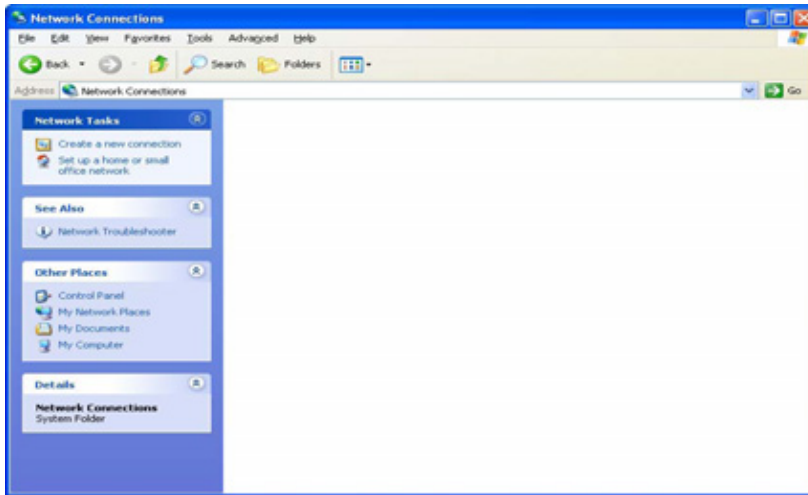 Network Connections
File Edit View Favorites Tools Advanced Help
Back Search Folders
Address Network Connections Go
Network Tasks
Create a new connection
Set up a home or small
office network
See Also
Network Troubleshooter
Other Places
Control Panel
My Network Places
My Documents
My Computer
Details
Network Connections
System Folder